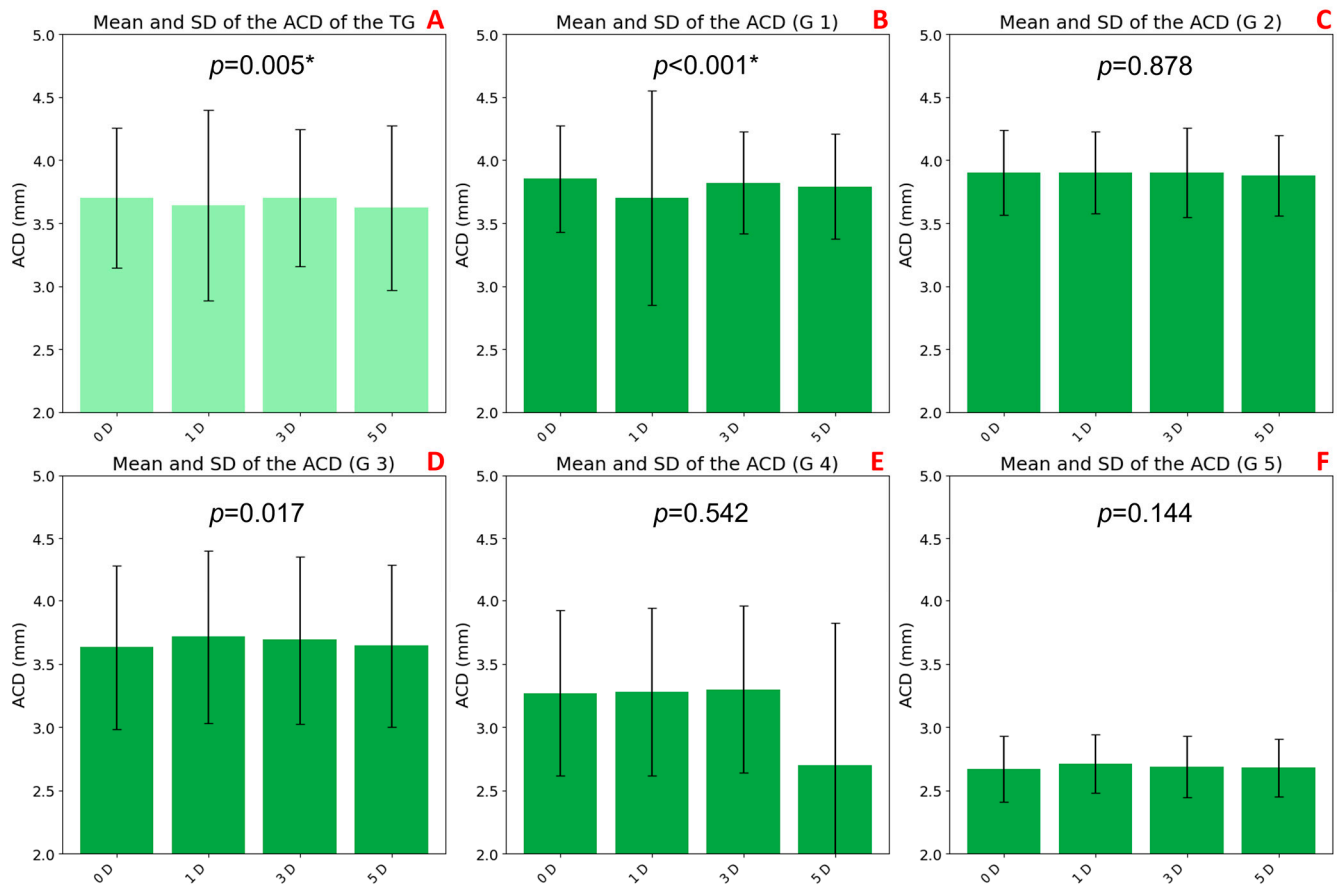 Mean and SD of the ACD of the TG A
p=0.005*
5.0
4.5
4.0
3.5
3.0
2.5
2.0
ACD (mm)
0 D 1 D 3 D 5 D
Mean and SD of the ACD (G 1) B
p<0.001*
5.0
4.5
4.0
3.5
3.0
2.5
2.0
ACD (mm)
0 D 1 D 3 D 5 D
Mean and SD of the ACD (G 2) C
p=0.878
5.0
4.5
4.0
3.5
3.0
2.5
2.0
ACD (mm)
0 D 1 D 3 D 5 D
Mean and SD of the ACD (G 3) D
p=0.017
5.0
4.5
4.0
3.5
3.0
2.5
2.0
ACD (mm)
0 D 1 D 3 D 5 D
Mean and SD of the ACD (G 4) E
p=0.542
5.0
4.5
4.0
3.5
3.0
2.5
2.0
ACD (mm)
0 D 1 D 3 D 5 D
Mean and SD of the ACD (G 5) F
p=0.144
5.0
4.5
4.0
3.5
3.0
2.5
2.0
ACD (mm)
0 D 1 D 3 D 5 D